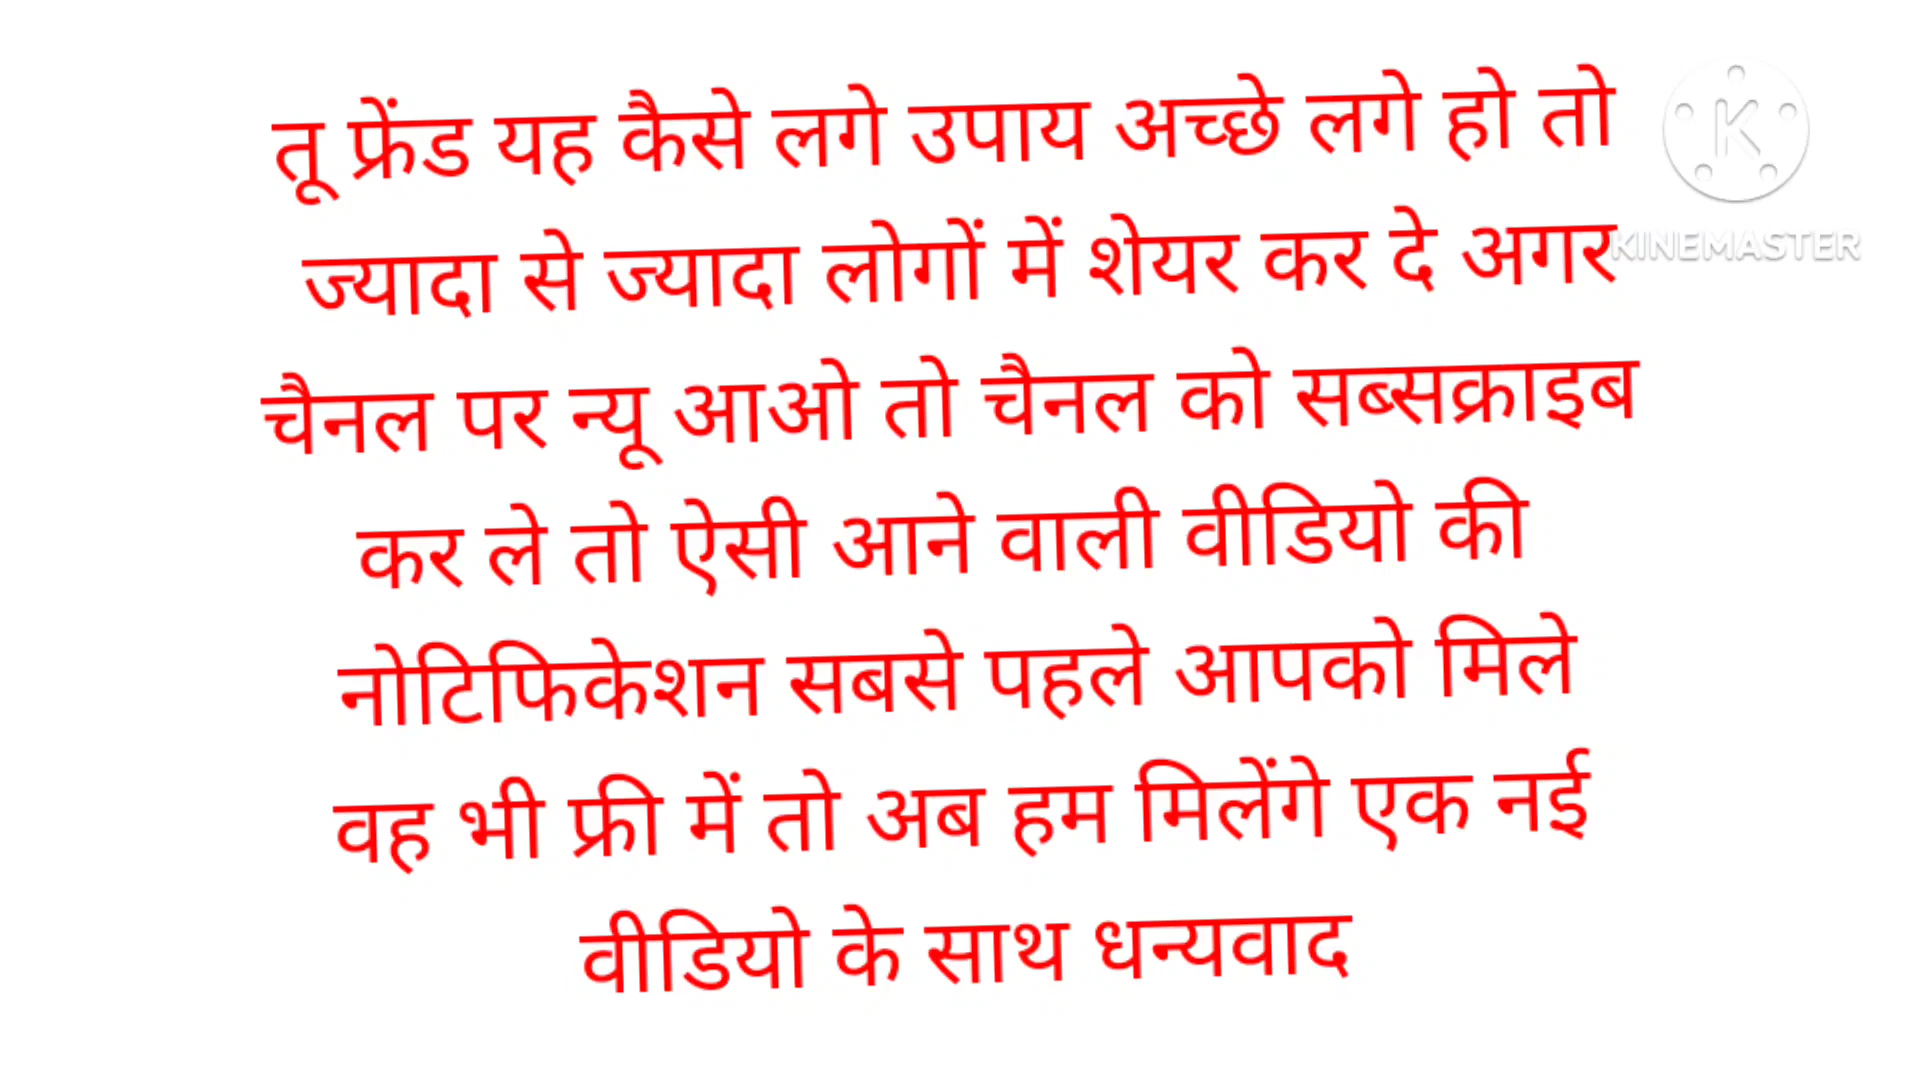 तू फ्रेंड यह कैसे लगे उपाय अच्छे लगे हो तो
ज्यादा से ज्यादा लोगों में शेयर कर दे अगर
चैनल पर न्यू आओ तो चैनल को सब्सक्राइब
कर ले तो ऐसी आने वाली वीडियो की
नोटिफिकेशन सबसे पहले आपको मिले
वह भी फ्री में तो अब हम मिलेंगे एक नई
वीडियो के साथ धन्यवाद
K
KINEMASTER